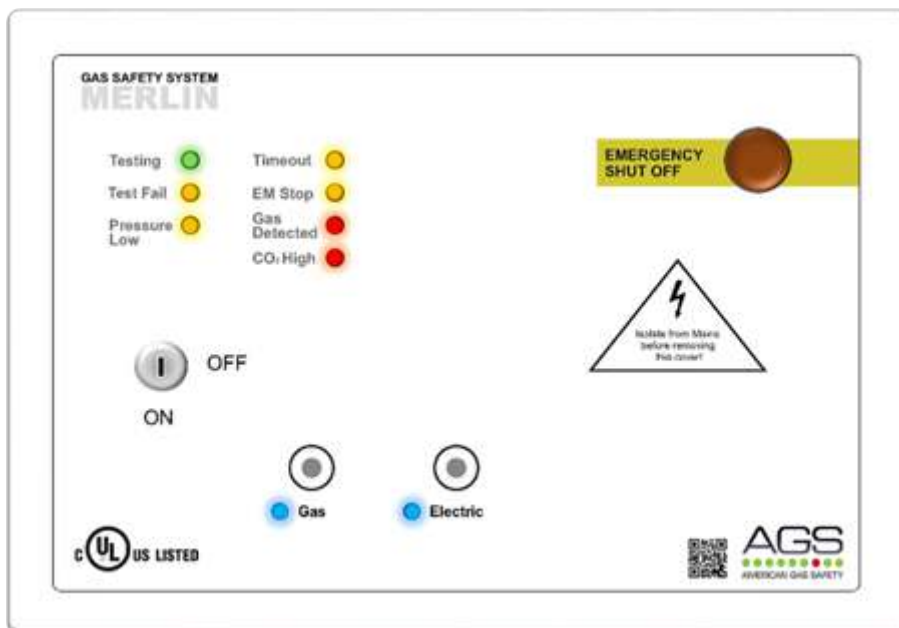 GAS SAFETY SYSTEM
MERLIN
Testing
Test Fail
Pressure
Low
Timeout
EM Stop
Gas
Detected
CO₂ High
EMERGENCY
SHUT OFF
Isolate from Mains
before removing
this cover!
OFF
ON
Gas
Electric
C UL US LISTED
AGS
AMERICAN GAS SAFETY